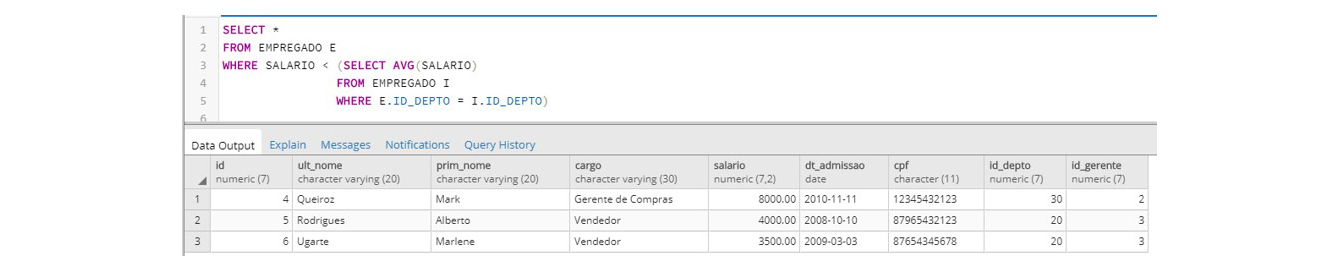 1 SELECT *
2 FROM EMPREGADO E
3 WHERE SALARIO < (SELECT AVG(SALARIO)
4 FROM EMPREGADO I
5 WHERE E.ID_DEPTO = I.ID_DEPTO)
6
Data Output Explain Messages Notifications Query History
id ult_nome prim_nome cargo salario dt_admissao cpf id_depto id_gerente
numeric (7) character varying (20) character varying (20) character varying (30) numeric (7,2) date character (11) numeric (7) numeric (7)
1 4 Queiroz Mark Gerente de Compras 8000.00 2010-11-11 12345432123 30 2
2 5 Rodrigues Alberto Vendedor 4000.00 2008-10-10 87965432123 20 3
3 6 Ugarte Marlene Vendedor 3500.00 2009-03-03 87654345678 20 3